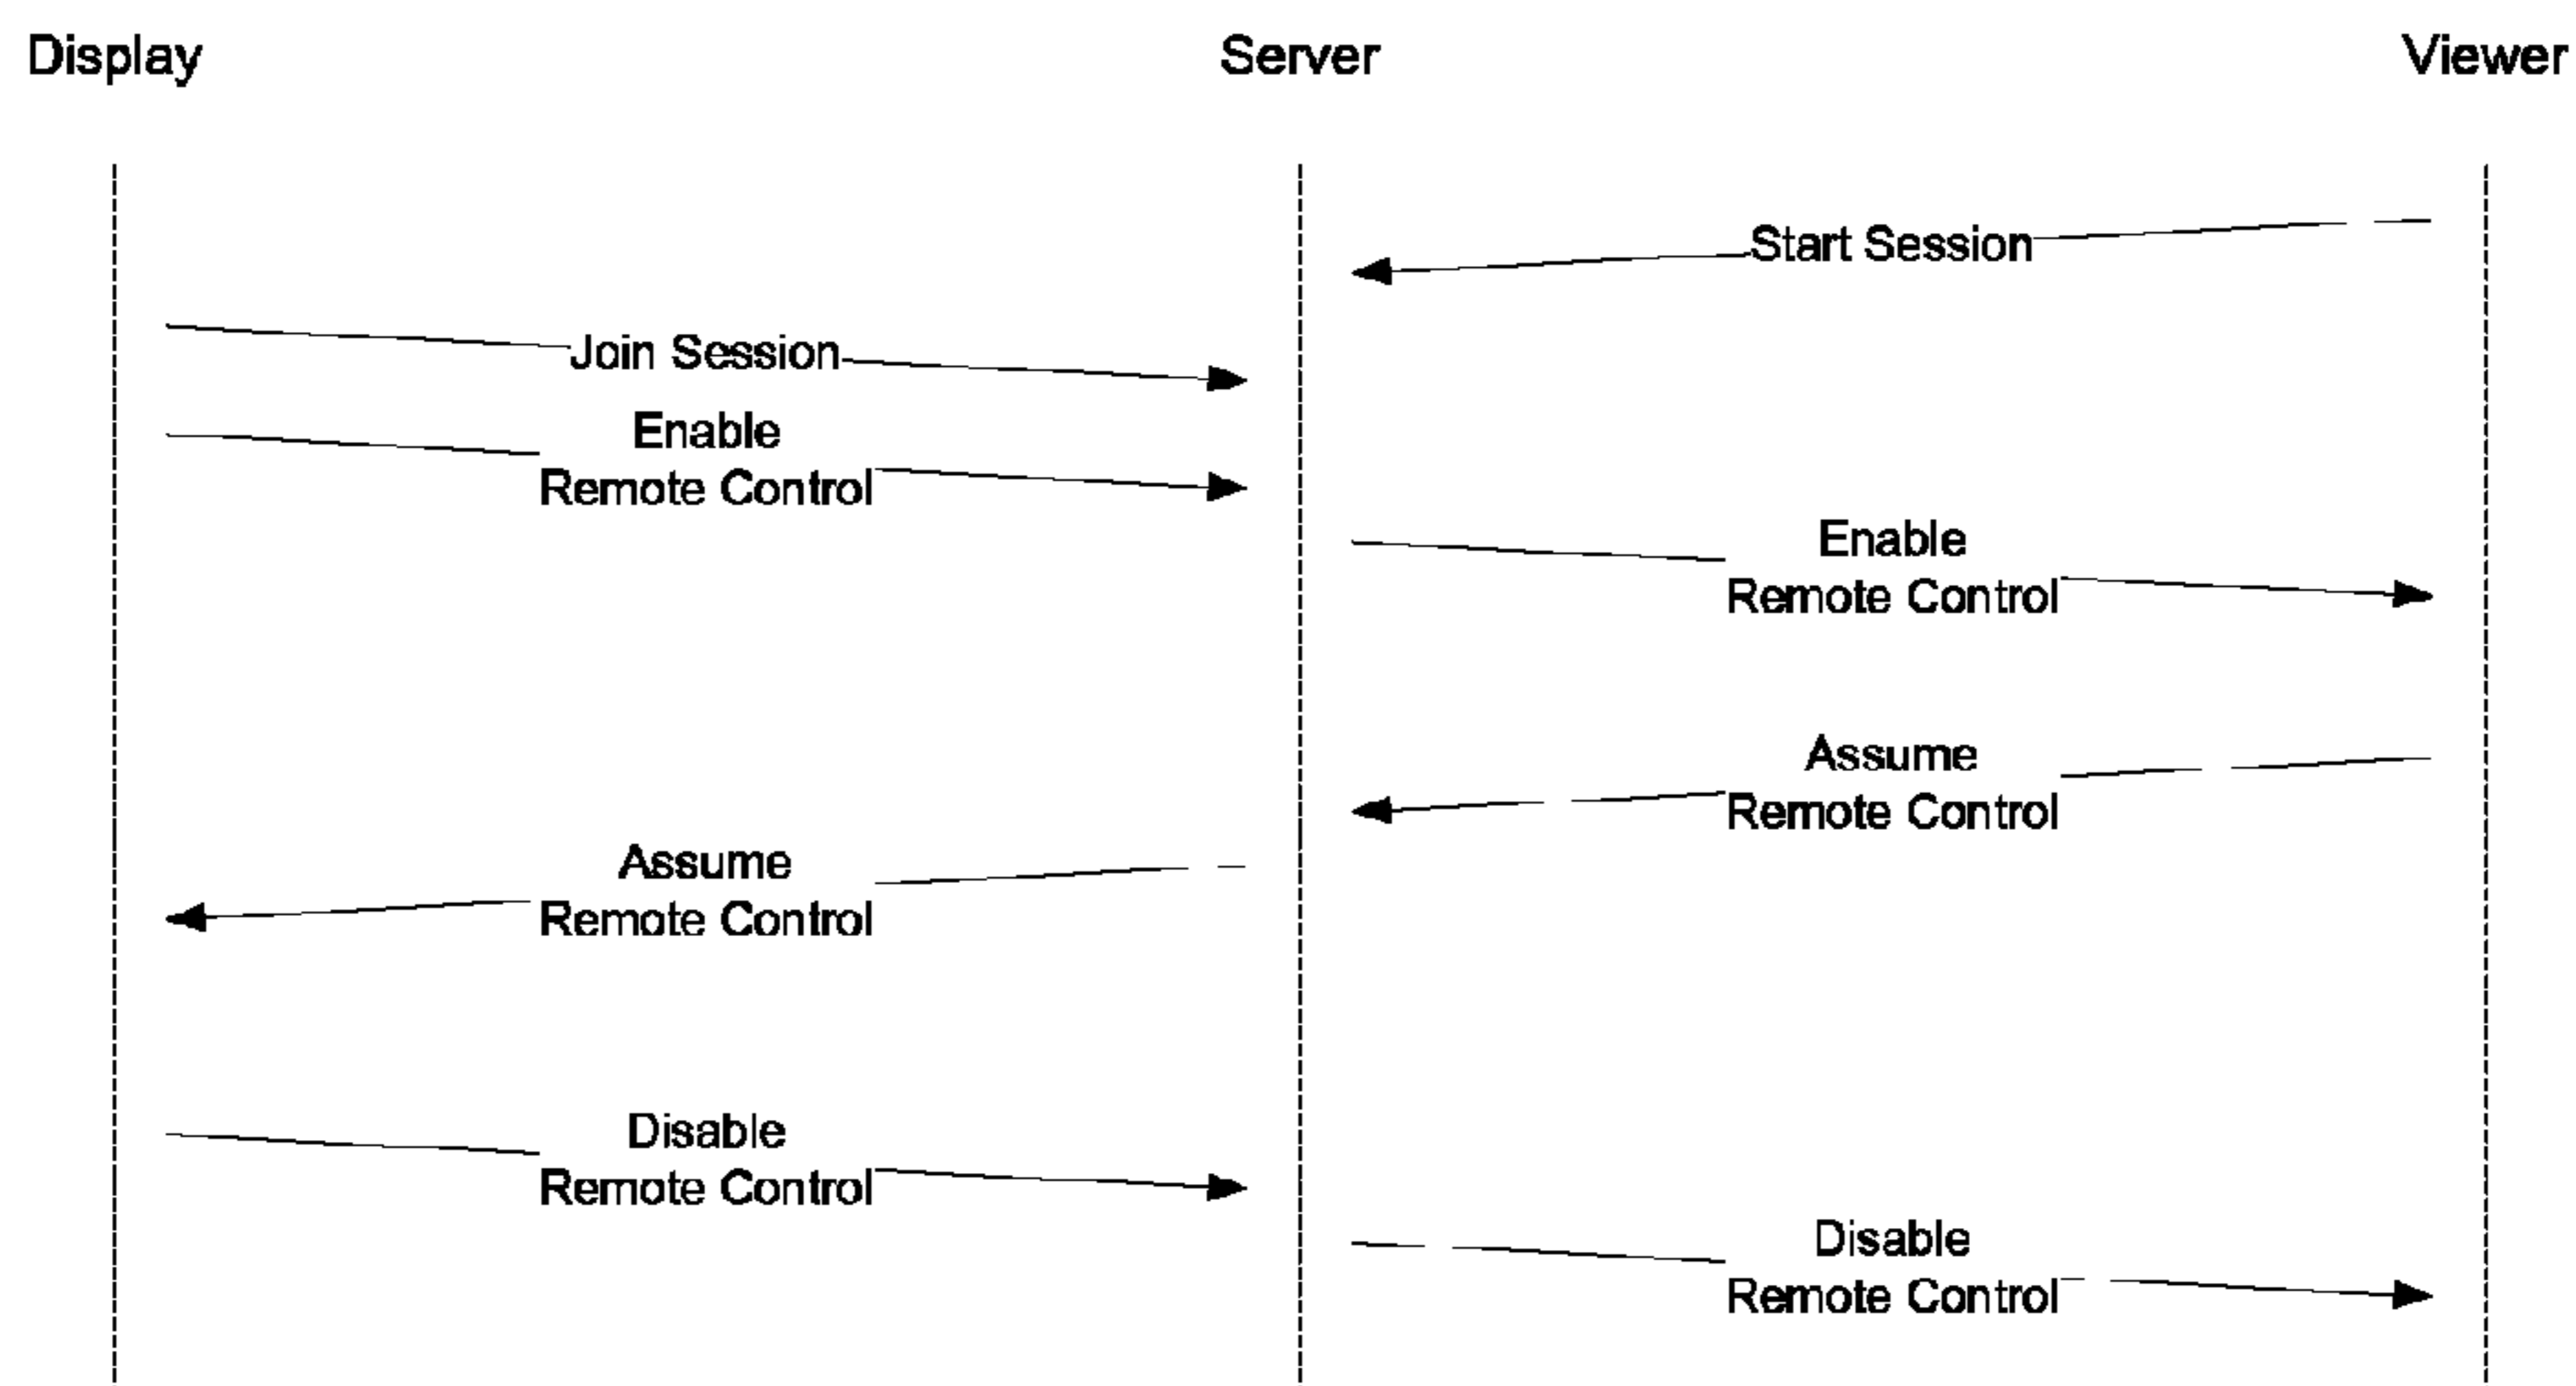 Display
Server
Viewer
Start Session
Join Session
Enable
Remote Control
Enable
Remote Control
Assume
Remote Control
Assume
Remote Control
Disable
Remote Control
Disable
Remote Control